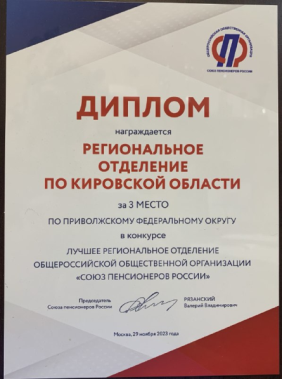 ОБЩЕРОССИЙСКАЯ ОБЩЕСТВЕННАЯ ОРГАНИЗАЦИЯ
СОЮЗ ПЕНСИОНЕРОВ РОССИИ
ДИПЛОМ
награждается
РЕГИОНАЛЬНОЕ
ОТДЕЛЕНИЕ
ПО КИРОВСКОЙ ОБЛАСТИ
за 3 МЕСТО
ПО ПРИВОЛЖСКОМУ ФЕДЕРАЛЬНОМУ ОКРУГУ
в конкурсе
ЛУЧШЕЕ РЕГИОНАЛЬНОЕ ОТДЕЛЕНИЕ
ОБЩЕРОССИЙСКОЙ ОБЩЕСТВЕННОЙ ОРГАНИЗАЦИИ
«СОЮЗ ПЕНСИОНЕРОВ РОССИИ»
Председатель
Союза пенсионеров России
РЯЗАНСКИЙ
Валерий Владимирович
Москва, 29 ноября 2023 года